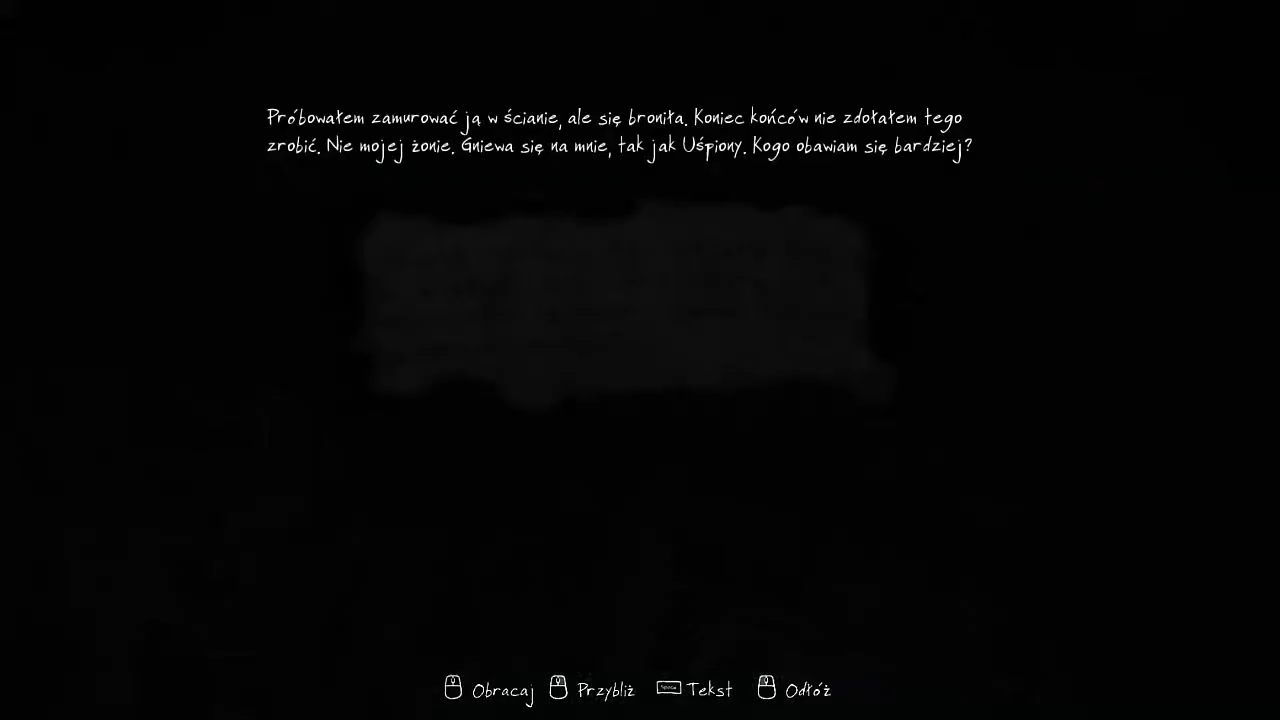 Próbowałem zamurować ją w ścianie, ale się broniła. Koniec końców nie zdołałem tego
zrobić. Nie mojej żonie. Gniewa się na mnie, tak jak Uśpiony. Kogo obawiam się bardziej?
Obracaj Przybliż Tekst Odłóż